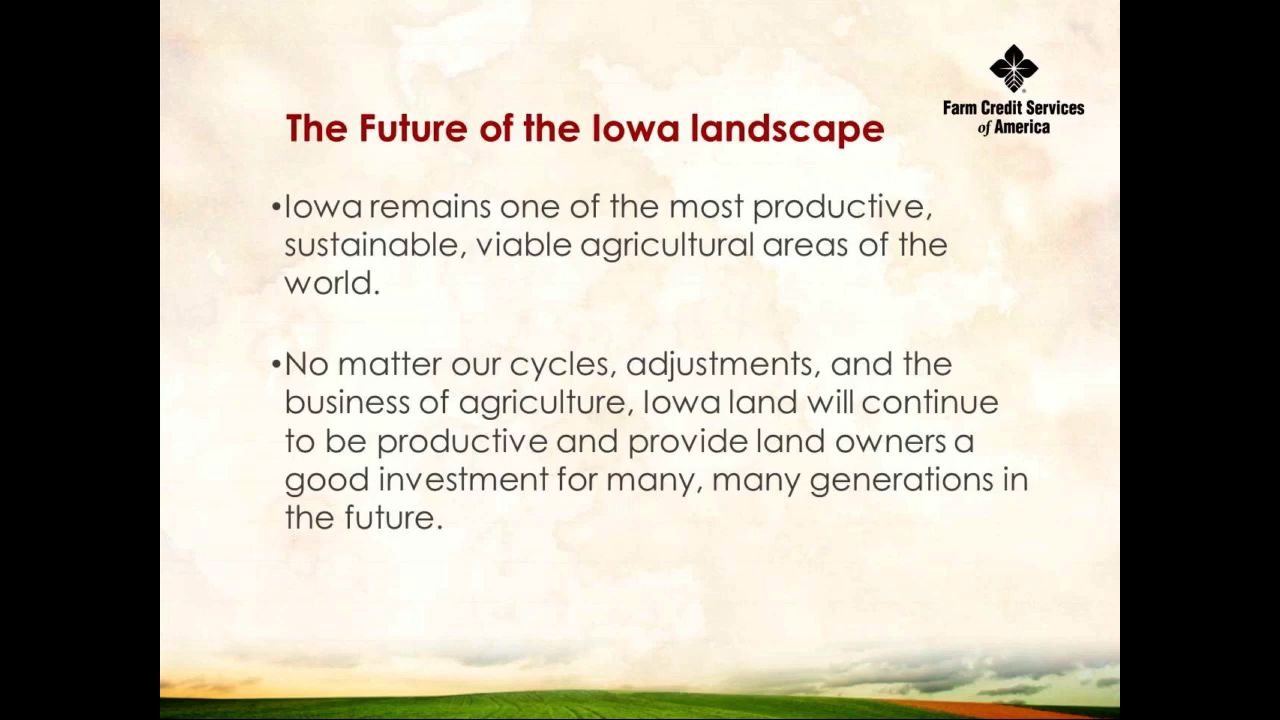 Farm Credit Services
of America
The Future of the Iowa landscape
•Iowa remains one of the most productive,
sustainable, viable agricultural areas of the
world.
•No matter our cycles, adjustments, and the
business of agriculture, Iowa land will continue
to be productive and provide land owners a
good investment for many, many generations in
the future.